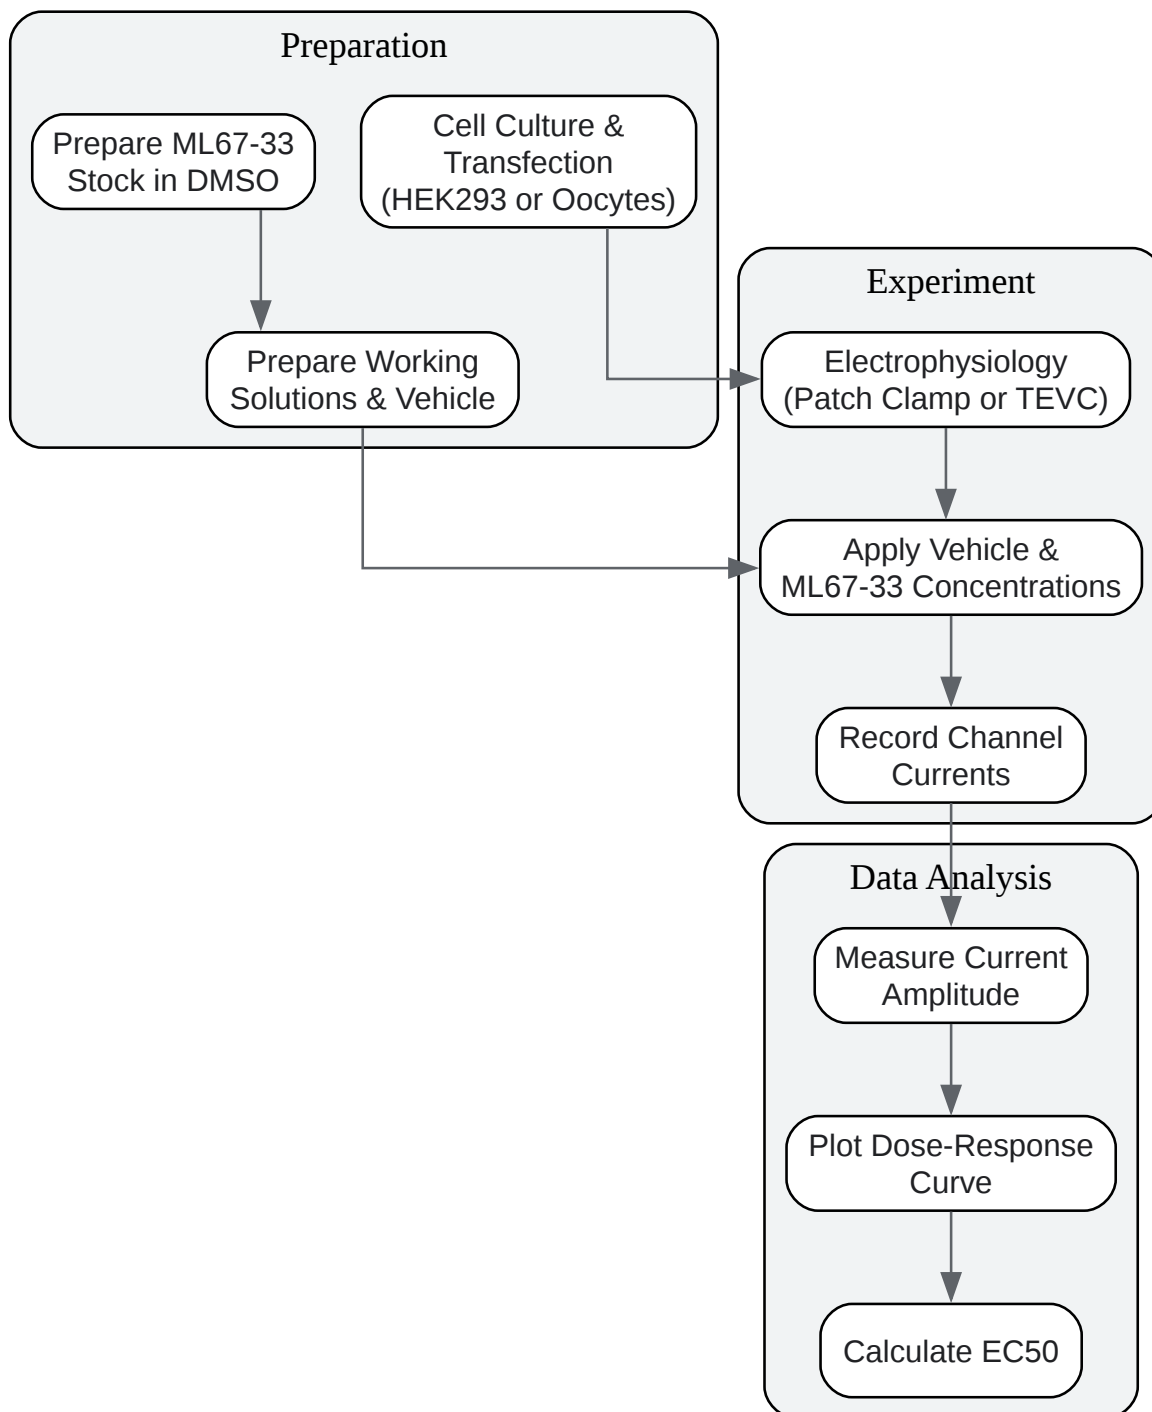 Preparation
Prepare ML67-33
Stock in DMSO
Cell Culture &
Transfection
(HEK293 or Oocytes)
Prepare Working
Solutions & Vehicle
Experiment
Electrophysiology
(Patch Clamp or TEVC)
Apply Vehicle &
ML67-33 Concentrations
Record Channel
Currents
Data Analysis
Measure Current
Amplitude
Plot Dose-Response
Curve
Calculate EC50